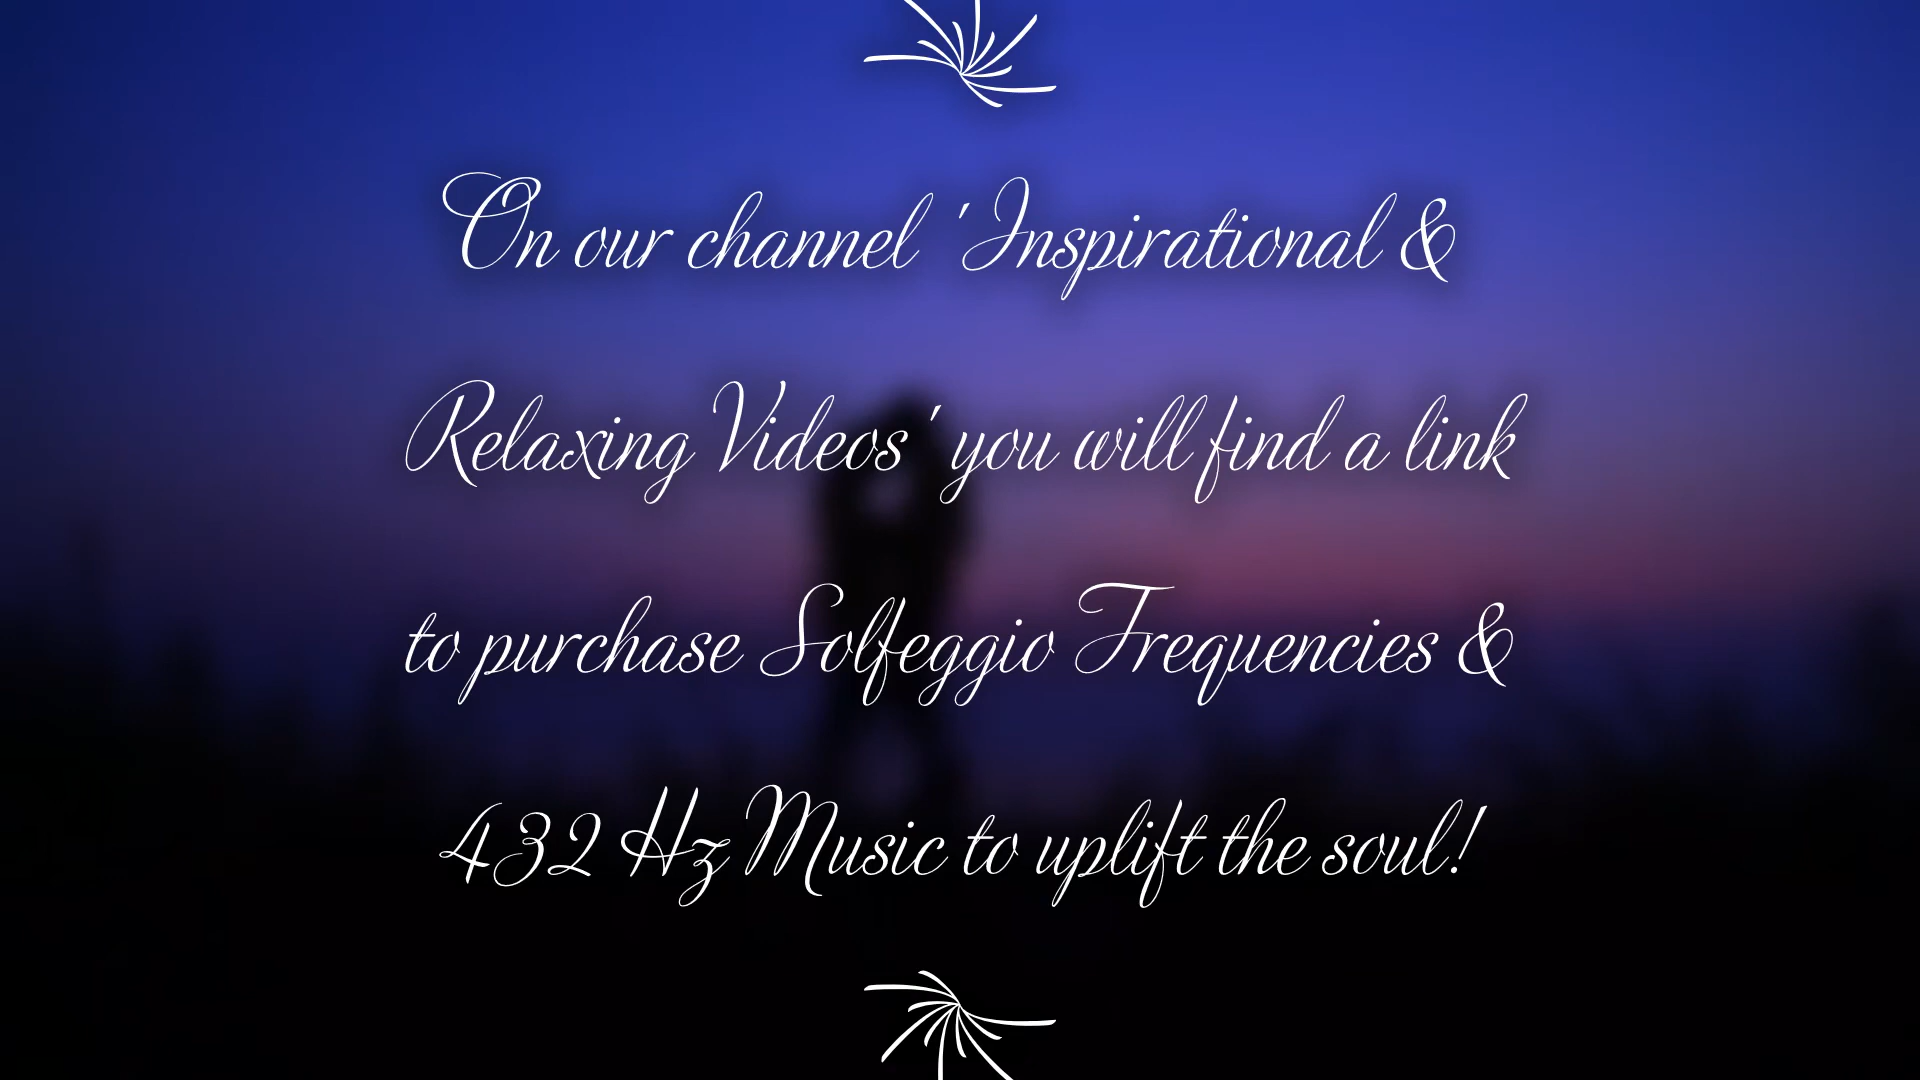 On our channel 'Inspirational &
Relaxing Videos' you will find a link
to purchase Solfeggio Frequencies &
432 Hz Music to uplift the soul!